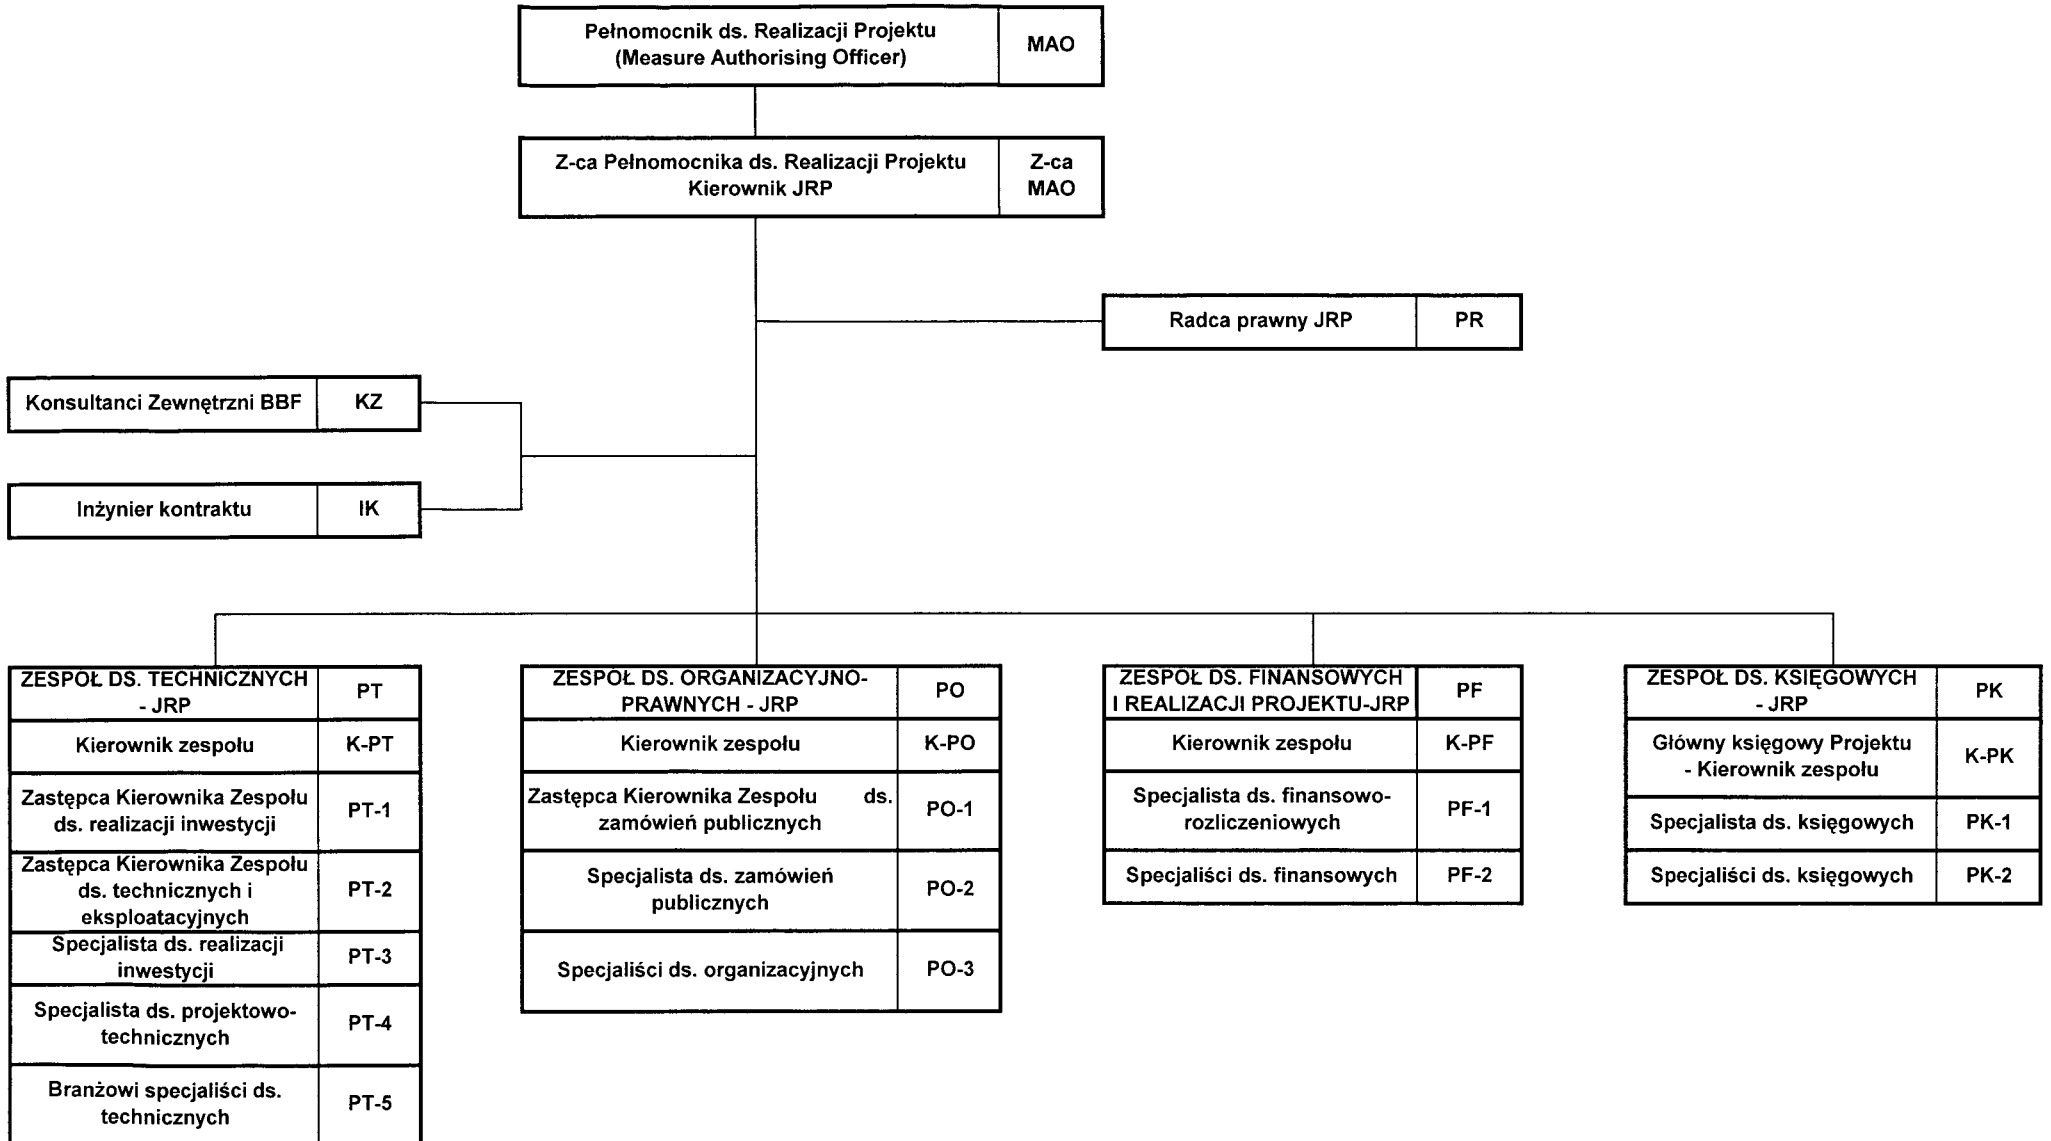 Pełnomocnik ds. Realizacji Projektu
(Measure Authorising Officer)
MAO
Z-ca Pełnomocnika ds. Realizacji Projektu
Kierownik JRP
Z-ca
MAO
Radca prawny JRP
PR
Konsultanci Zewnętrzni BBF
KZ
Inżynier kontraktu
IK
ZESPÓŁ DS. TECHNICZNYCH
- JRP
PT
Kierownik zespołu
K-PT
Zastępca Kierownika Zespołu
ds. realizacji inwestycji
PT-1
Zastępca Kierownika Zespołu
ds. technicznych i
eksploatacyjnych
PT-2
Specjalista ds. realizacji
inwestycji
PT-3
Specjalista ds. projektowo-
technicznych
PT-4
Branżowi specjaliści ds.
technicznych
PT-5
ZESPÓŁ DS. ORGANIZACYJNO-
PRAWNYCH - JRP
PO
Kierownik zespołu
K-PO
Zastępca Kierownika Zespołu ds.
zamówień publicznych
PO-1
Specjalista ds. zamówień
publicznych
PO-2
Specjaliści ds. organizacyjnych
PO-3
ZESPÓŁ DS. FINANSOWYCH
I REALIZACJI PROJEKTU-JRP
PF
Kierownik zespołu
K-PF
Specjalista ds. finansowo-
rozliczeniowych
PF-1
Specjaliści ds. finansowych
PF-2
ZESPÓŁ DS. KSIĘGOWYCH
- JRP
PK
Główny księgowy Projektu
- Kierownik zespołu
K-PK
Specjalista ds. księgowych
PK-1
Specjaliści ds. księgowych
PK-2